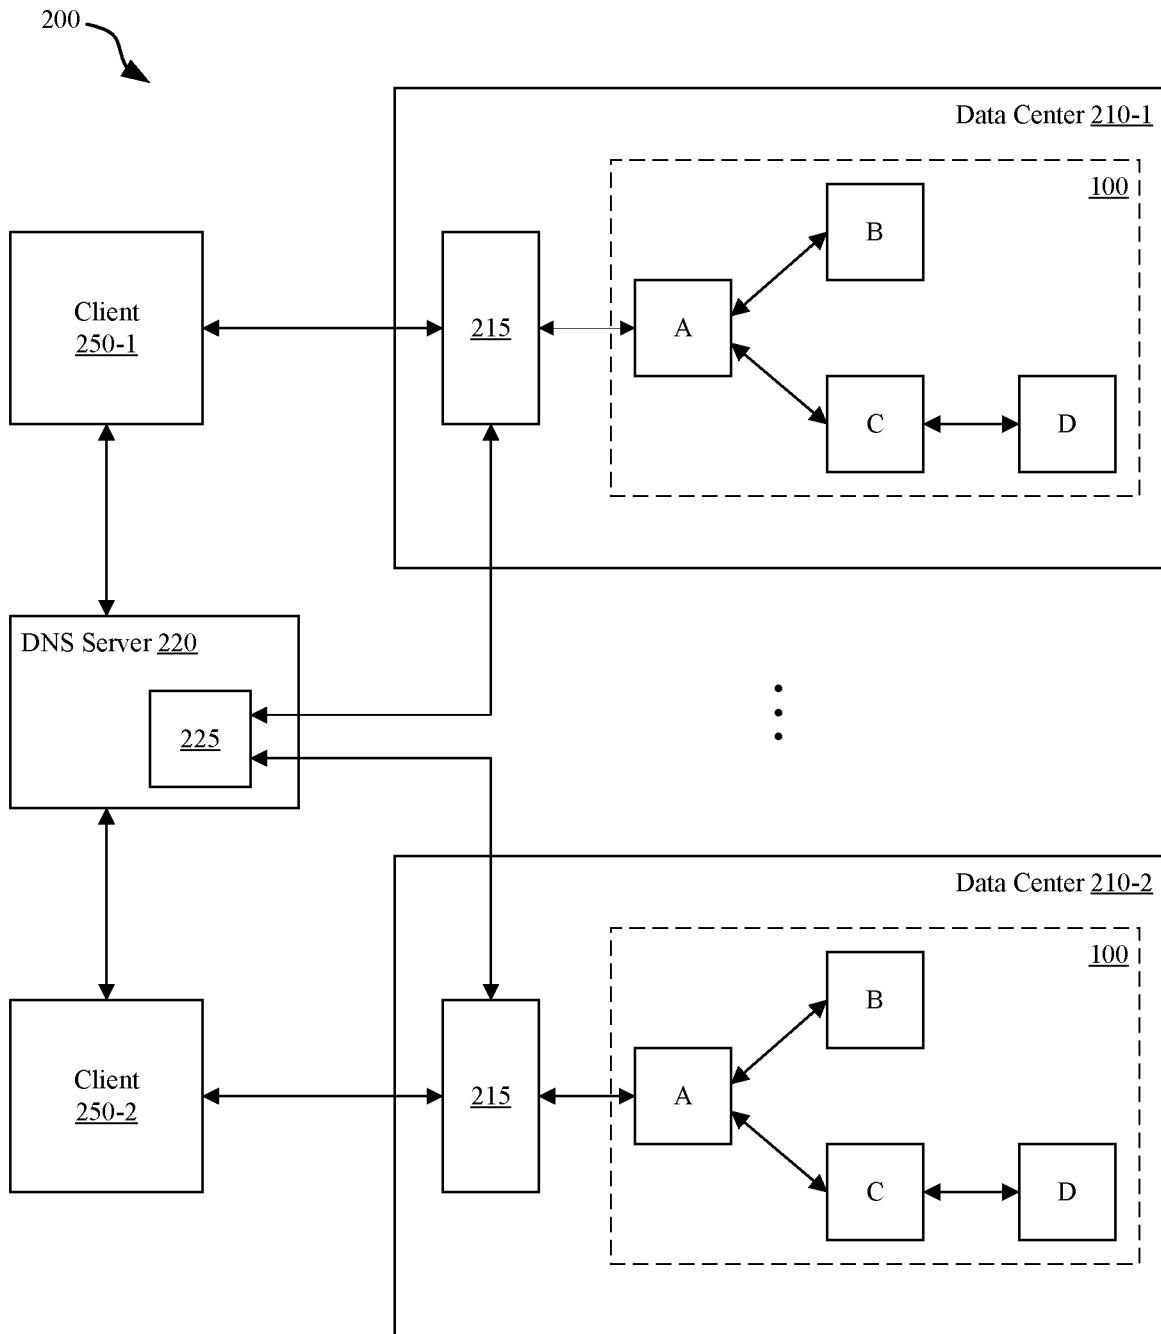 200
Data Center 210-1
100
B
Client
250-1
215
A
C
D
DNS Server 220
225
Data Center 210-2
100
B
Client
250-2
215
A
C
D